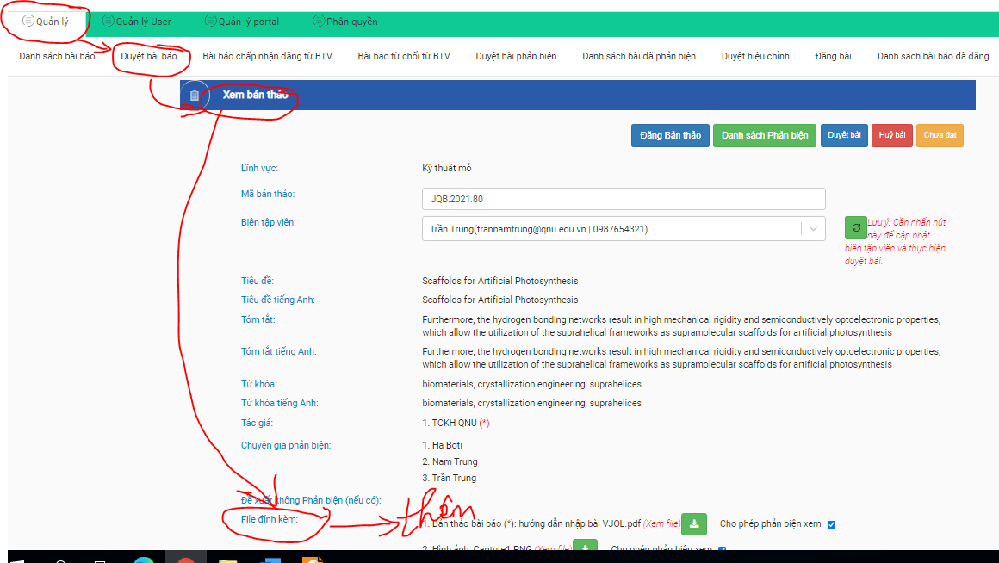 Quản lý Quản lý User Quản lý portal Phân quyền
Danh sách bài báo Duyệt bài báo Bài báo chấp nhận đăng từ BTV Bài báo từ chối từ BTV Duyệt bài phản biện Danh sách bài đã phản biện Duyệt hiệu chỉnh Đăng bài Danh sách bài báo đã đăng
Xem bản thảo
Đăng Bản thảo Danh sách Phản biện Duyệt bài Huỷ bài Chưa đạt
Lĩnh vực: Kỹ thuật mỏ
Mã bản thảo: JQB.2021.80
Biên tập viên: Trần Trung(trannamtrung@qnu.edu.vn | 0987654321)
Lưu ý: Cần nhấn nút
này để cập nhật
biên tập viên và thực hiện
duyệt bài.
Tiêu đề: Scaffolds for Artificial Photosynthesis
Tiêu đề tiếng Anh: Scaffolds for Artificial Photosynthesis
Tóm tắt: Furthermore, the hydrogen bonding networks result in high mechanical rigidity and semiconductively optoelectronic properties,
which allow the utilization of the suprahelical frameworks as supramolecular scaffolds for artificial photosynthesis
Tóm tắt tiếng Anh: Furthermore, the hydrogen bonding networks result in high mechanical rigidity and semiconductively optoelectronic properties,
which allow the utilization of the suprahelical frameworks as supramolecular scaffolds for artificial photosynthesis
Từ khóa: biomaterials, crystallization engineering, suprahelices
Từ khóa tiếng Anh: biomaterials, crystallization engineering, suprahelices
Tác giả: 1. TCKH QNU (*)
Chuyên gia phản biện: 1. Ha Boti
2. Nam Trung
3. Trần Trung
Đề xuất không Phản biện (nếu có):
thêm
File đính kèm: 1. Bản thảo bài báo (*): hướng dẫn nhập bài VJOL.pdf (Xem file) Cho phép phản biện xem
2. Hình ảnh: Capture1.PNG (Xem file) Cho phép phản biện xem